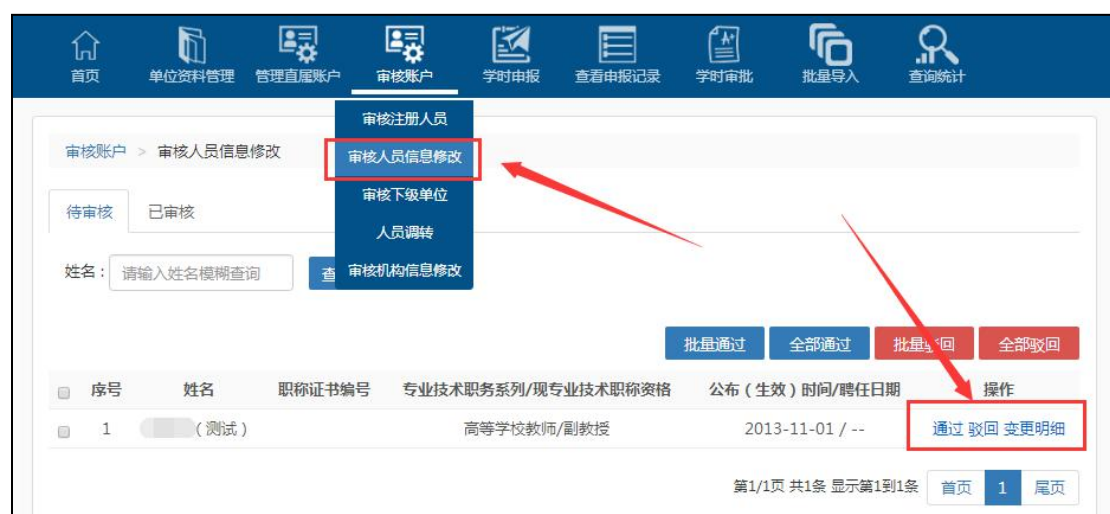 首页 单位资料管理 管理直属账户 审核账户 学时申报 查看申报记录 学时审批 批量导入 查询统计
审核注册人员
审核账户 > 审核人员信息修改
审核人员信息修改
审核下级单位
待审核 已审核
人员调转
姓名： 请输入姓名模糊查询 查
审核机构信息修改
批量通过 全部通过 批量驳回 全部驳回
序号 姓名 职称证书编号 专业技术职务系列/现专业技术职称资格 公布（生效）时间/聘任日期 操作
1 （测试） 高等学校教师/副教授 2013-11-01 / -- 通过 驳回 变更明细
第1/1页 共1条 显示第1到1条 首页 1 尾页